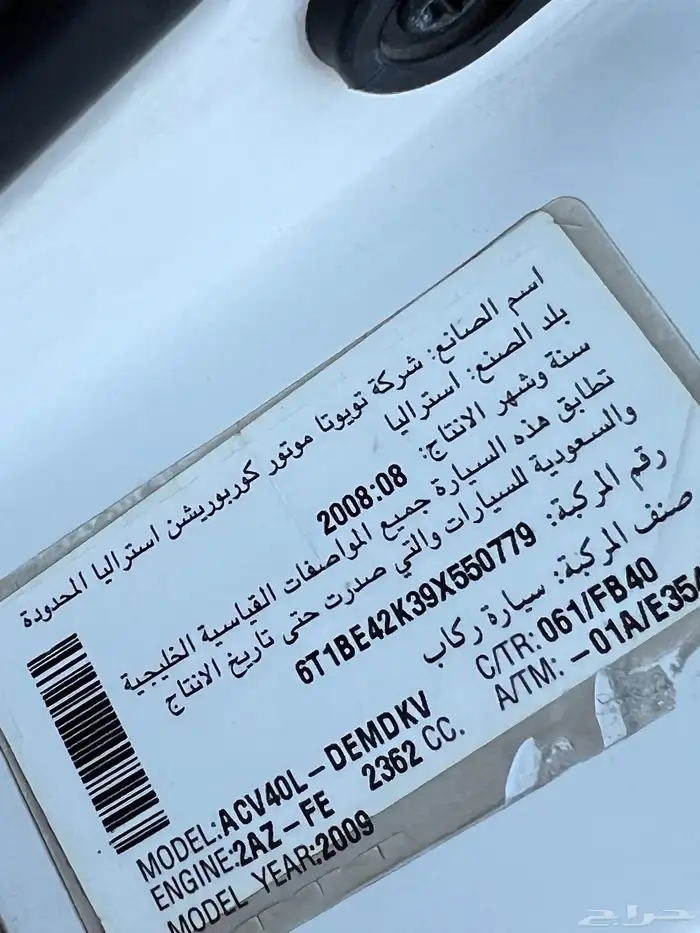 اسم الصانع: شركة تويوتا موتور كوربوريشن استراليا المحدودة
بلد الصنع: استراليا
سنة وشهر الانتاج: 2008:08
تطابق هذه السيارة جميع المواصفات القياسية الخليجية
والسعودية للسيارات والتي صدرت حتى تاريخ الانتاج
رقم المركبة: 6T1BE42K39X550779
صنف المركبة: سيارة ركاب
MODEL:ACV40L-DEMDKV C/TR: 061/FB40
ENGINE:2AZ-FE 2362 CC. A/TM: -01A/E354
MODEL YEAR:2009
حراج